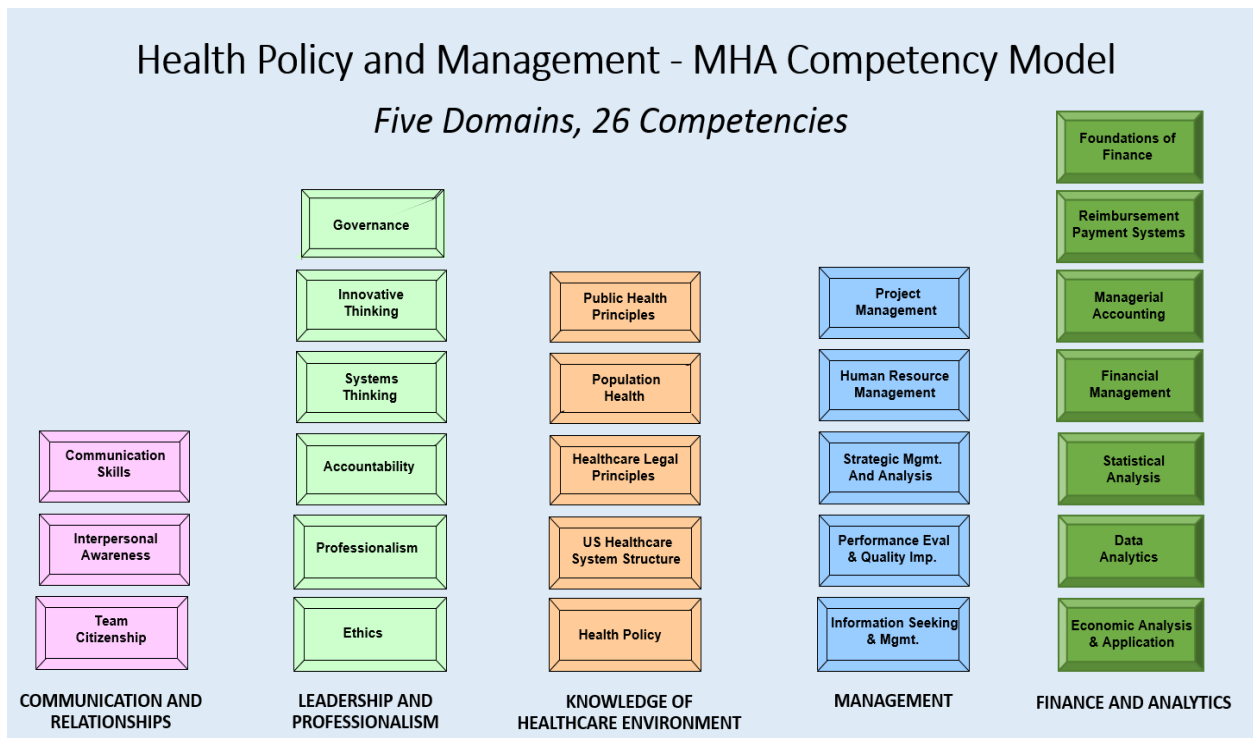 Health Policy and Management - MHA Competency Model
Five Domains, 26 Competencies
Communication
Skills
Interpersonal
Awareness
Team
Citizenship
COMMUNICATION AND
RELATIONSHIPS
Governance
Innovative
Thinking
Systems
Thinking
Accountability
Professionalism
Ethics
LEADERSHIP AND
PROFESSIONALISM
Public Health
Principles
Population
Health
Healthcare Legal
Principles
US Healthcare
System Structure
Health Policy
KNOWLEDGE OF
HEALTHCARE ENVIRONMENT
Project
Management
Human Resource
Management
Strategic Mgmt.
And Analysis
Performance Eval
& Quality Imp.
Information Seeking
& Mgmt.
MANAGEMENT
Foundations of
Finance
Reimbursement
Payment Systems
Managerial
Accounting
Financial
Management
Statistical
Analysis
Data
Analytics
Economic Analysis
& Application
FINANCE AND ANALYTICS